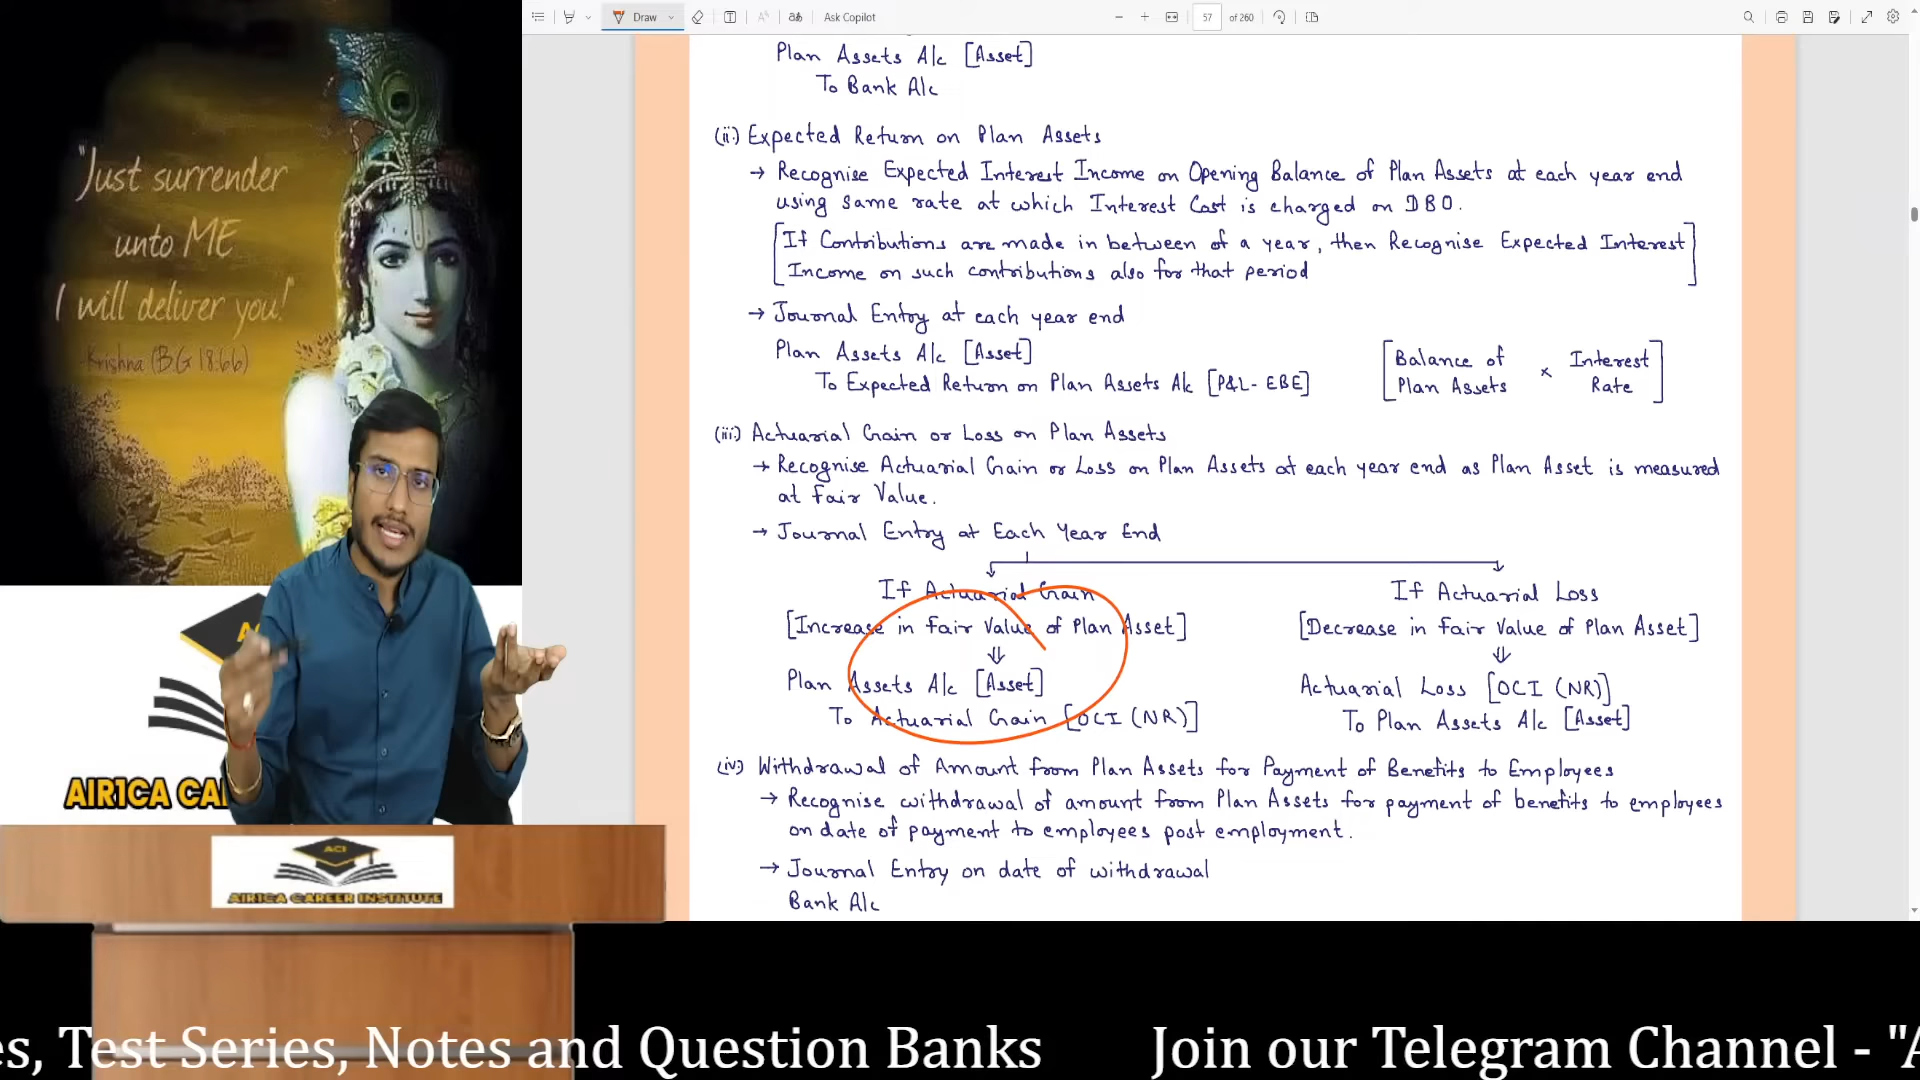 Draw
Ask Copilot
57 of 260
"Just surrender
unto ME
I will deliver you!"
Krishna (B.G 18.66)
Plan Assets A/c [Asset]
To Bank A/c
(ii) Expected Return on Plan Assets
→ Recognise Expected Interest Income on Opening Balance of Plan Assets at each year end
using same rate at which Interest Cost is charged on DBO.
[If Contributions are made in between of a year, then Recognise Expected Interest
Income on such contributions also for that period]
→ Journal Entry at each year end
Plan Assets A/c [Asset]
To Expected Return on Plan Assets A/c [P&L - EBE]
[Balance of Plan Assets × Interest Rate]
(iii) Actuarial Gain or Loss on Plan Assets
→ Recognise Actuarial Gain or Loss on Plan Assets at each year end as Plan Asset is measured
at Fair Value.
→ Journal Entry at Each Year End
If Actuarial Gain
[Increase in Fair Value of Plan Asset]
⇓
Plan Assets A/c [Asset]
To Actuarial Gain [OCI (NR)]
If Actuarial Loss
[Decrease in Fair Value of Plan Asset]
⇓
Actuarial Loss [OCI (NR)]
To Plan Assets A/c [Asset]
(iv) Withdrawal of Amount from Plan Assets for Payment of Benefits to Employees
→ Recognise withdrawal of amount from Plan Assets for payment of benefits to employees
on date of payment to employees post employment.
→ Journal Entry on date of withdrawal
Bank A/c
AIR1CA CA
ACI
AIR1CA CAREER INSTITUTE
es, Test Series, Notes and Question Banks
Join our Telegram Channel - "A